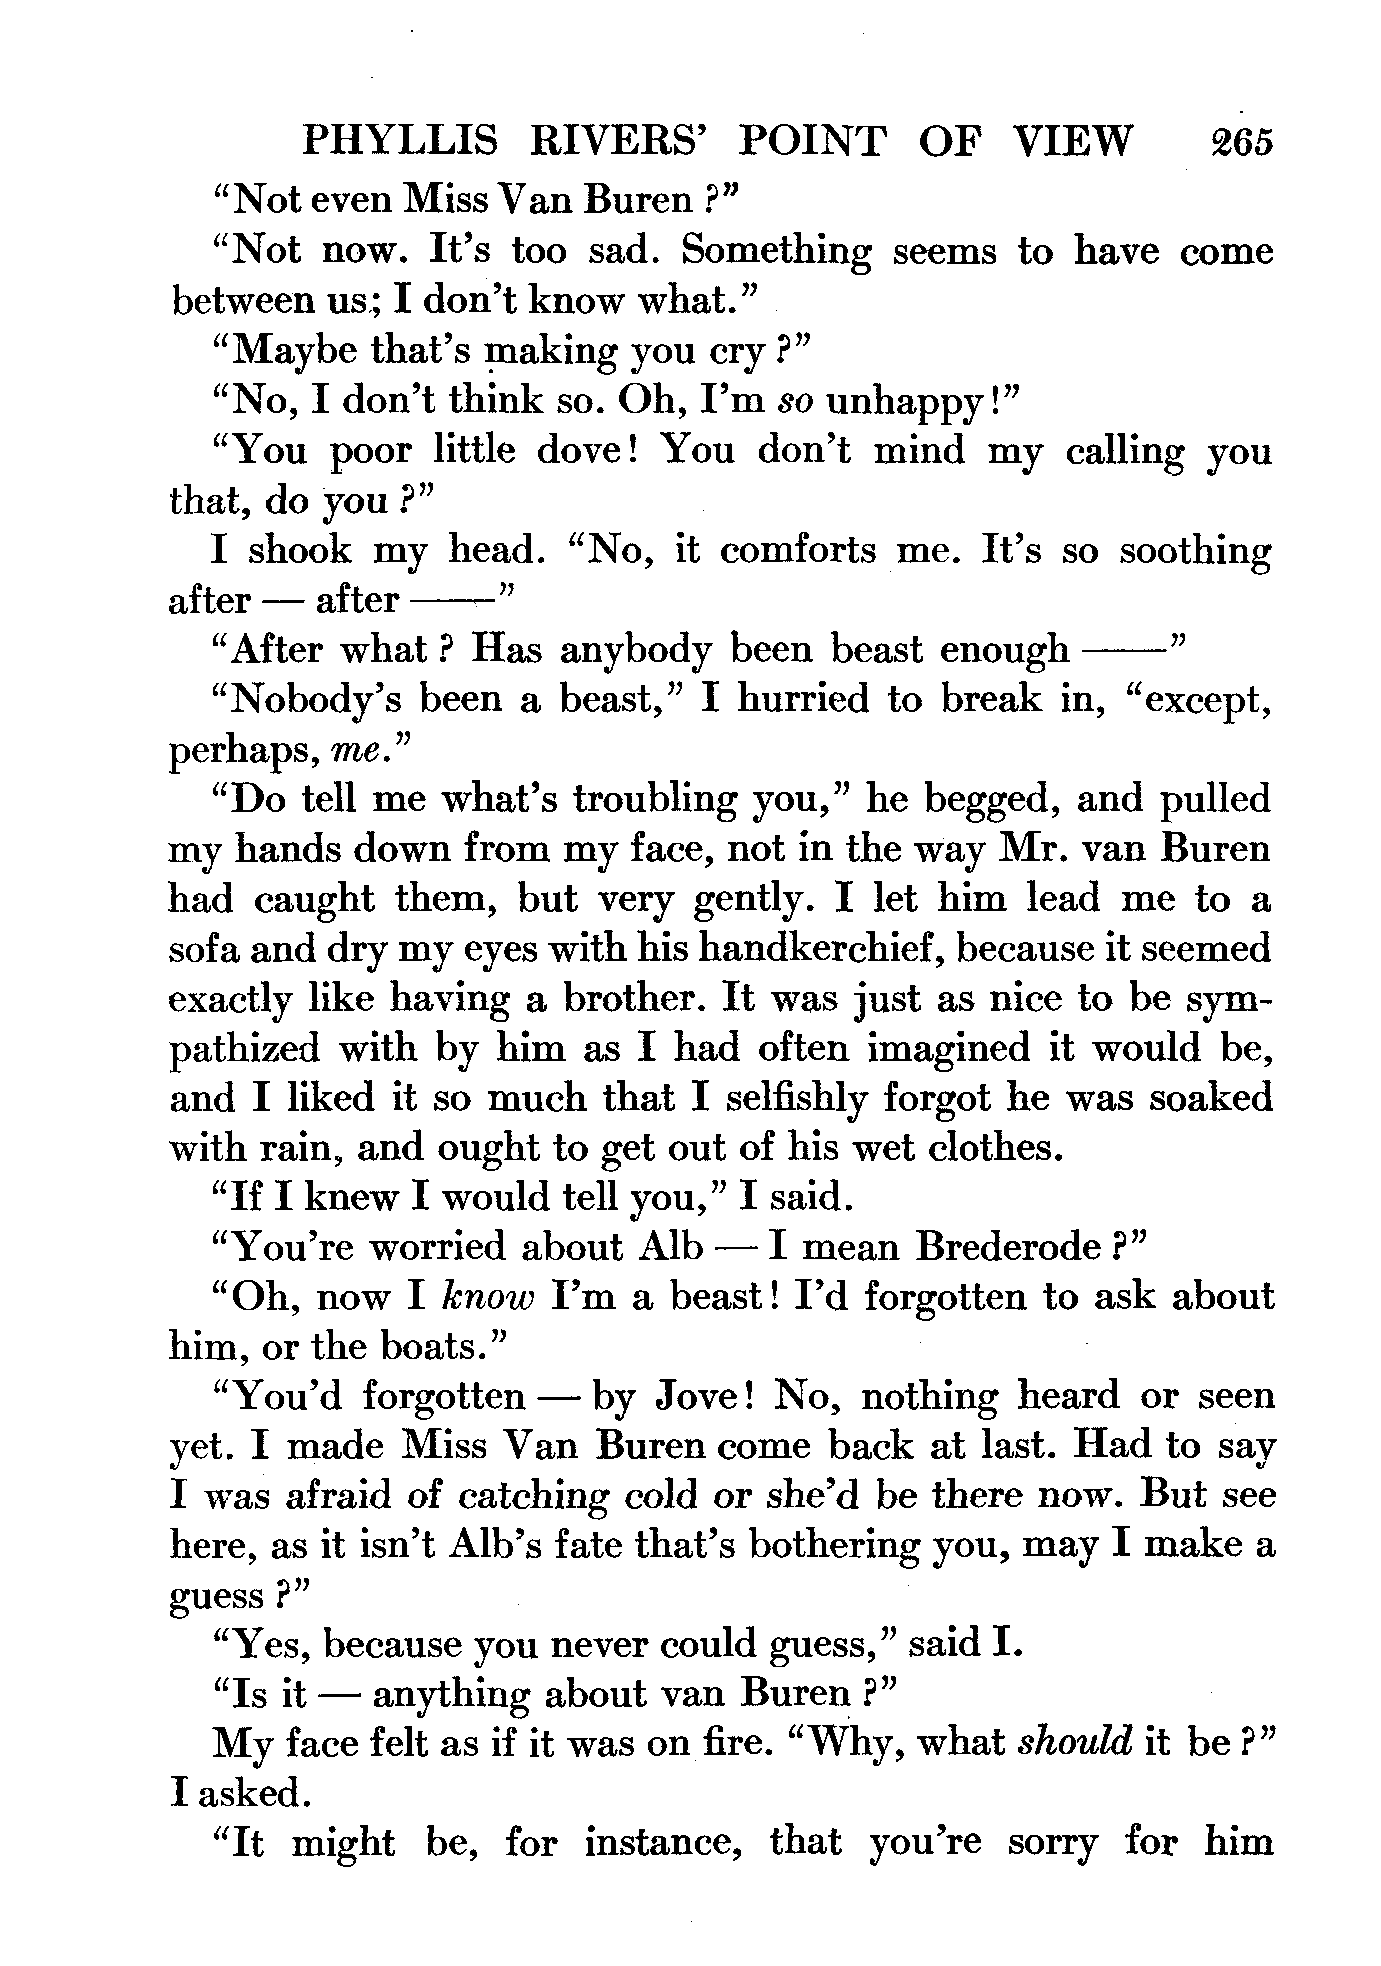 PHYLLIS RIVERS' POINT OF VIEW 265
"Not even Miss Van Buren?"
"Not now. It's too sad. Something seems to have come
between us; I don't know what."
"Maybe that's making you cry?"
"No, I don't think so. Oh, I'm so unhappy!"
"You poor little dove! You don't mind my calling you
that, do you?"
I shook my head. "No, it comforts me. It's so soothing
after — after ——"
"After what? Has anybody been beast enough ——"
"Nobody's been a beast," I hurried to break in, "except,
perhaps, me."
"Do tell me what's troubling you," he begged, and pulled
my hands down from my face, not in the way Mr. van Buren
had caught them, but very gently. I let him lead me to a
sofa and dry my eyes with his handkerchief, because it seemed
exactly like having a brother. It was just as nice to be sym-
pathized with by him as I had often imagined it would be,
and I liked it so much that I selfishly forgot he was soaked
with rain, and ought to get out of his wet clothes.
"If I knew I would tell you," I said.
"You're worried about Alb — I mean Brederode?"
"Oh, now I know I'm a beast! I'd forgotten to ask about
him, or the boats."
"You'd forgotten — by Jove! No, nothing heard or seen
yet. I made Miss Van Buren come back at last. Had to say
I was afraid of catching cold or she'd be there now. But see
here, as it isn't Alb's fate that's bothering you, may I make a
guess?"
"Yes, because you never could guess," said I.
"Is it — anything about van Buren?"
My face felt as if it was on fire. "Why, what should it be?"
I asked.
"It might be, for instance, that you're sorry for him